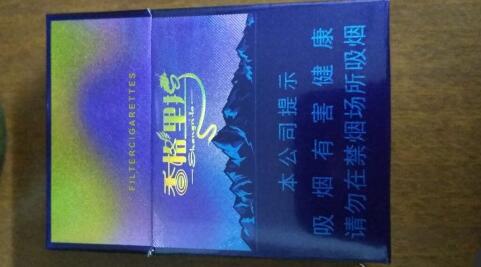 FILTERCIGARETTES
香格里拉
Shangri-la
本公司提示
吸烟有害健康
请勿在禁烟场所吸烟